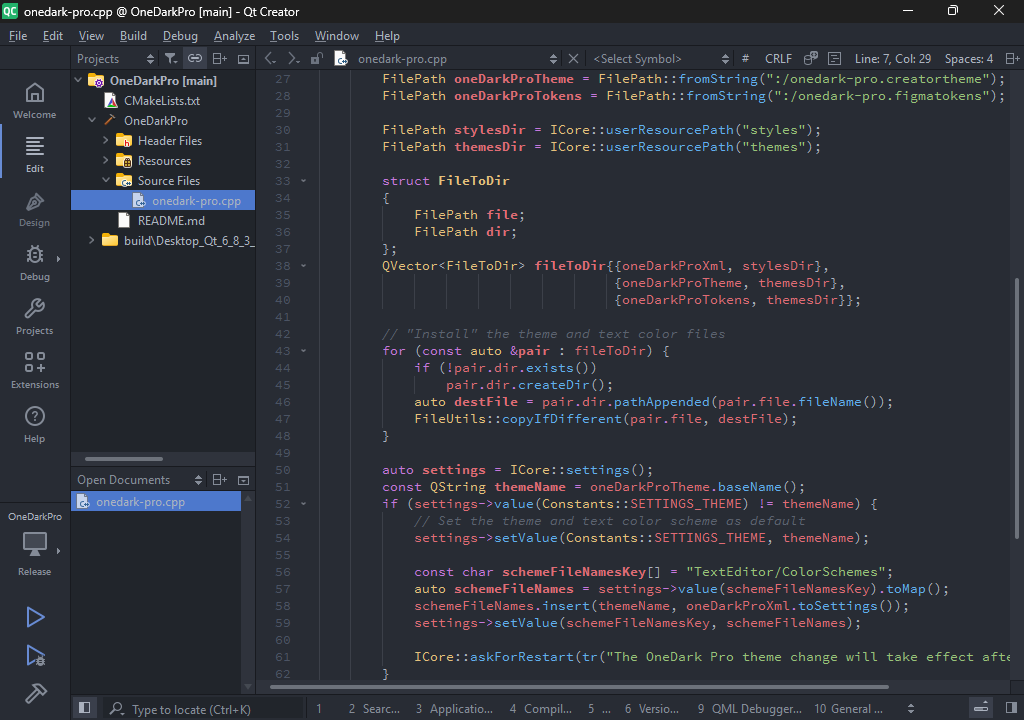 QC onedark-pro.cpp @ OneDarkPro [main] - Qt Creator
File Edit View Build Debug Analyze Tools Window Help
Projects
onedark-pro.cpp
<Select Symbol>
# CRLF Line: 7, Col: 29 Spaces: 4
Welcome
Edit
Design
Debug
Projects
Extensions
Help
OneDarkPro
Release
OneDarkPro [main]
CMakeLists.txt
OneDarkPro
Header Files
Resources
Source Files
onedark-pro.cpp
README.md
build\Desktop_Qt_6_8_3_
Open Documents
onedark-pro.cpp
27 FilePath oneDarkProTheme = FilePath::fromString(":/onedark-pro.creatortheme");
28 FilePath oneDarkProTokens = FilePath::fromString(":/onedark-pro.figmatokens");
29
30 FilePath stylesDir = ICore::userResourcePath("styles");
31 FilePath themesDir = ICore::userResourcePath("themes");
32
33 struct FileToDir
34 {
35 FilePath file;
36 FilePath dir;
37 };
38 QVector<FileToDir> fileToDir{{oneDarkProXml, stylesDir},
39 {oneDarkProTheme, themesDir},
40 {oneDarkProTokens, themesDir}};
41
42 // "Install" the theme and text color files
43 for (const auto &pair : fileToDir) {
44 if (!pair.dir.exists())
45 pair.dir.createDir();
46 auto destFile = pair.dir.pathAppended(pair.file.fileName());
47 FileUtils::copyIfDifferent(pair.file, destFile);
48 }
49
50 auto settings = ICore::settings();
51 const QString themeName = oneDarkProTheme.baseName();
52 if (settings->value(Constants::SETTINGS_THEME) != themeName) {
53 // Set the theme and text color scheme as default
54 settings->setValue(Constants::SETTINGS_THEME, themeName);
55
56 const char schemeFileNamesKey[] = "TextEditor/ColorSchemes";
57 auto schemeFileNames = settings->value(schemeFileNamesKey).toMap();
58 schemeFileNames.insert(themeName, oneDarkProXml.toSettings());
59 settings->setValue(schemeFileNamesKey, schemeFileNames);
60
61 ICore::askForRestart(tr("The OneDark Pro theme change will take effect afte
62 }
Type to locate (Ctrl+K) 1 2 Searc... 3 Applicatio... 4 Compil... 5 ... 6 Versio... 9 QML Debugger... 10 General ...